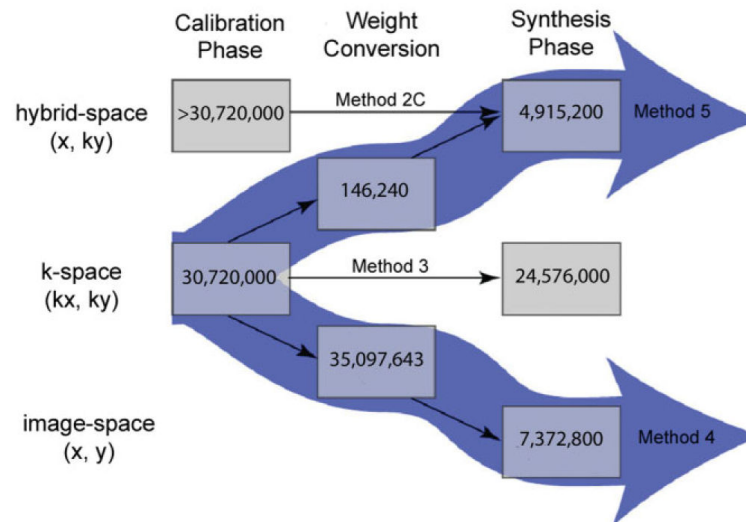 Calibration
Phase
Weight
Conversion
Synthesis
Phase
hybrid-space
(x, ky)
>30,720,000
Method 2C
4,915,200
Method 5
146,240
k-space
(kx, ky)
30,720,000
Method 3
24,576,000
35,097,643
image-space
(x, y)
7,372,800
Method 4